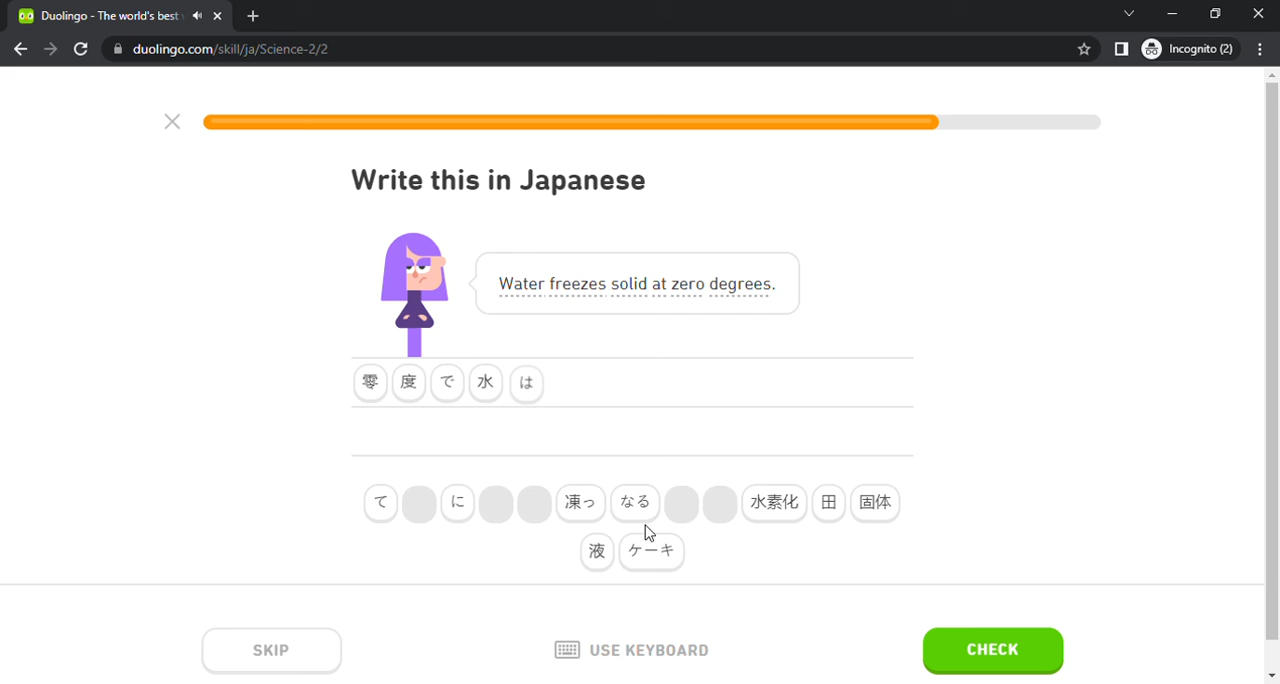 Duolingo - The world's best
duolingo.com/skill/ja/Science-2/2
Incognito (2)
Write this in Japanese
Water freezes solid at zero degrees.
零 度 で 水 は
て に 凍っ なる 水素化 田 固体
液 ケーキ
SKIP USE KEYBOARD CHECK